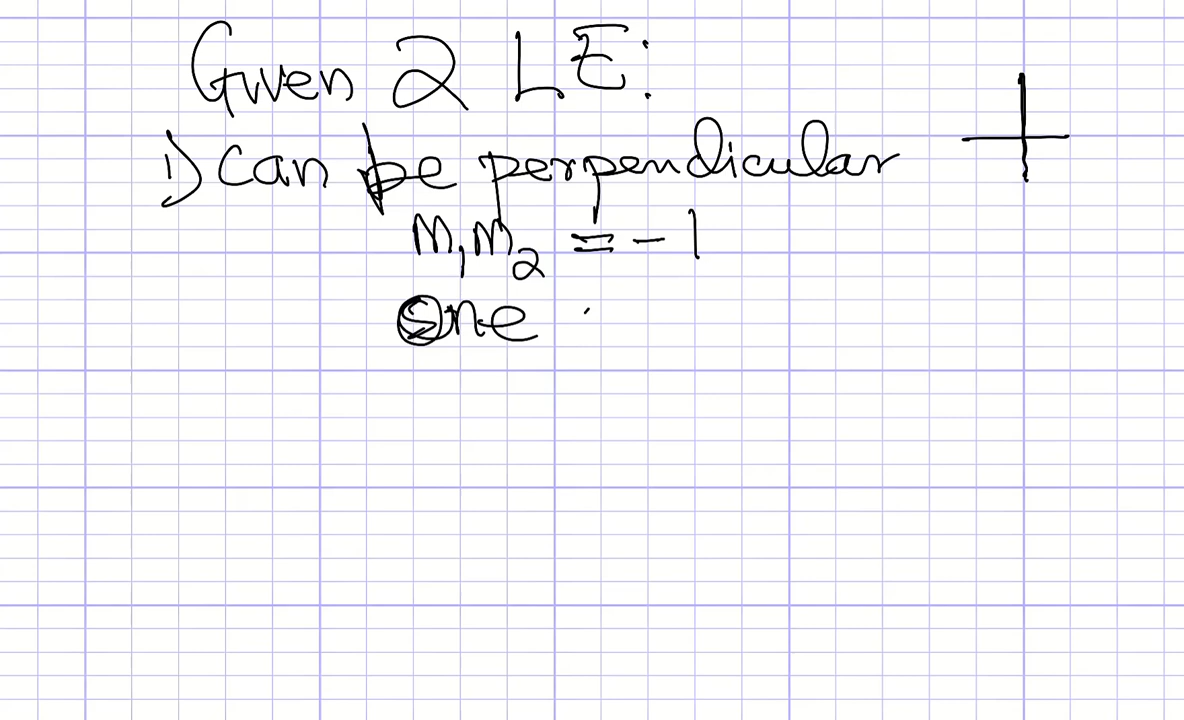 Given 2 LE:
1) can be perpendicular
m₁m₂ = -1
one